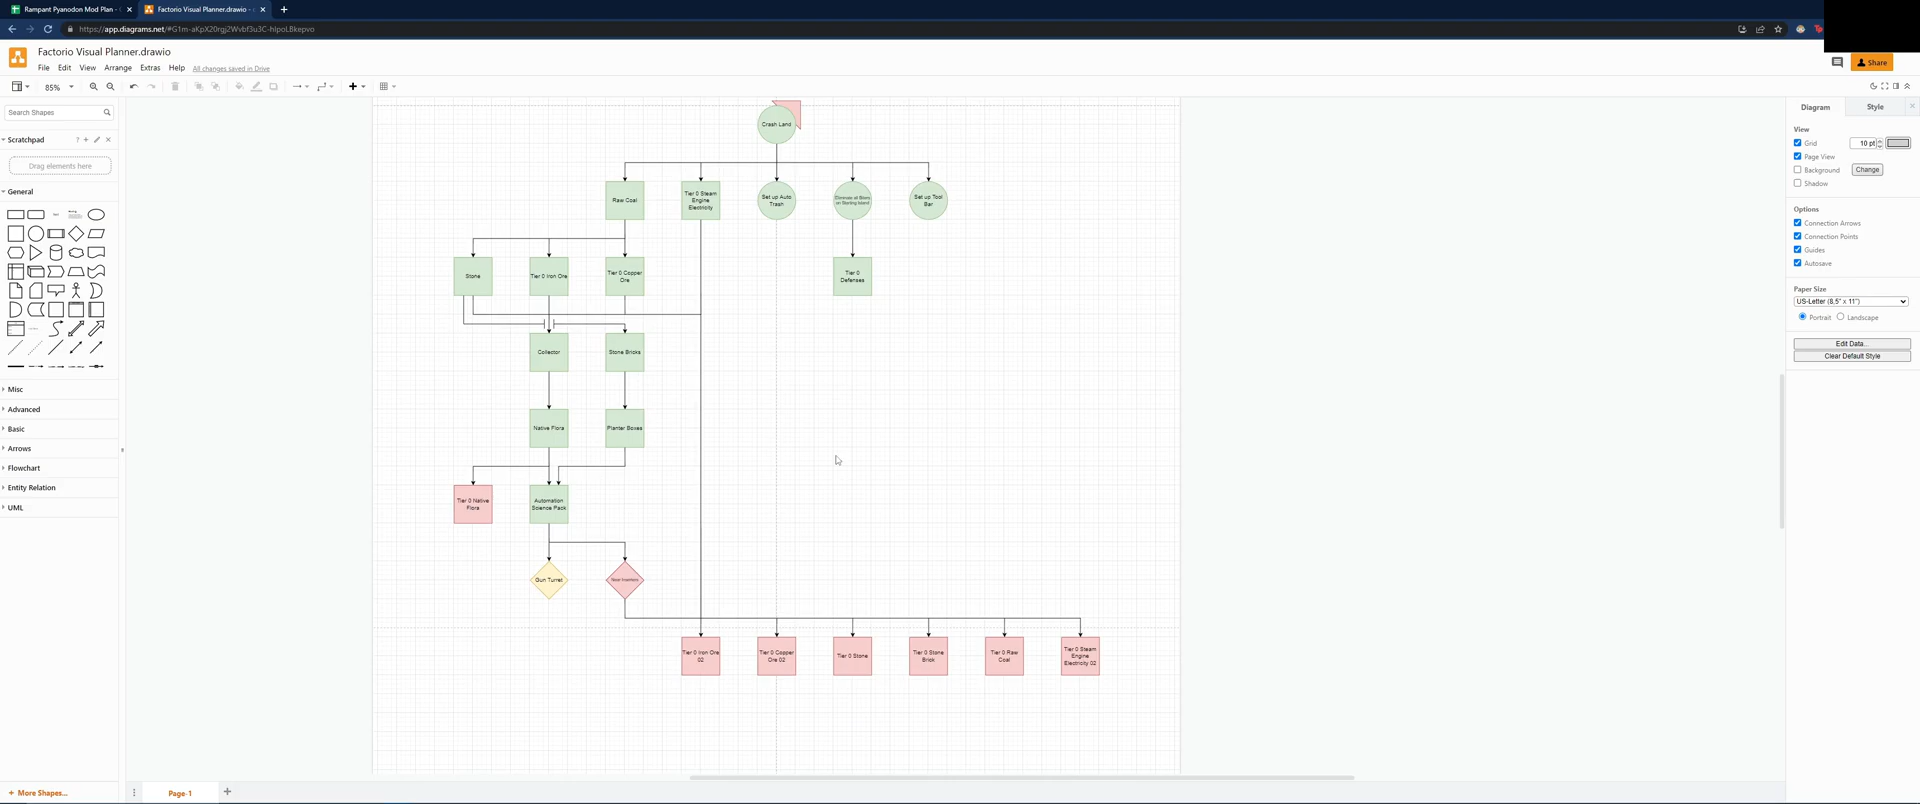 Rampant Pyanodon Mod Plan -
Factorio Visual Planner.drawio -
https://app.diagrams.net/#G1m-aKpX20rgj2Wvbf3u3C-hlpoLBkepvo
Factorio Visual Planner.drawio
File Edit View Arrange Extras Help All changes saved in Drive
Share
85%
Search Shapes
Scratchpad
Drag elements here
General
Misc
Advanced
Basic
Arrows
Flowchart
Entity Relation
UML
+ More Shapes...
Crash Land
Raw Coal
Tier 0 Steam
Engine
Electricity
Set up Auto
Trash
Eliminate all Biters
on Starting Island
Set up Tool
Bar
Stone
Tier 0 Iron Ore
Tier 0 Copper
Ore
Tier 0
Defenses
Collector
Stone Bricks
Native Flora
Planter Boxes
Tier 0 Native
Flora
Automation
Science Pack
Gun Turret
Tier 0 Iron Ore
02
Tier 0 Copper
Ore 02
Tier 0 Stone
Tier 0 Stone
Brick
Tier 0 Raw
Coal
Tier 0 Steam
Engine
Electricity 02
Page-1
Diagram
Style
View
Grid
10 pt
Page View
Background
Change
Shadow
Options
Connection Arrows
Connection Points
Guides
Autosave
Paper Size
US-Letter (8,5" x 11")
Portrait
Landscape
Edit Data...
Clear Default Style